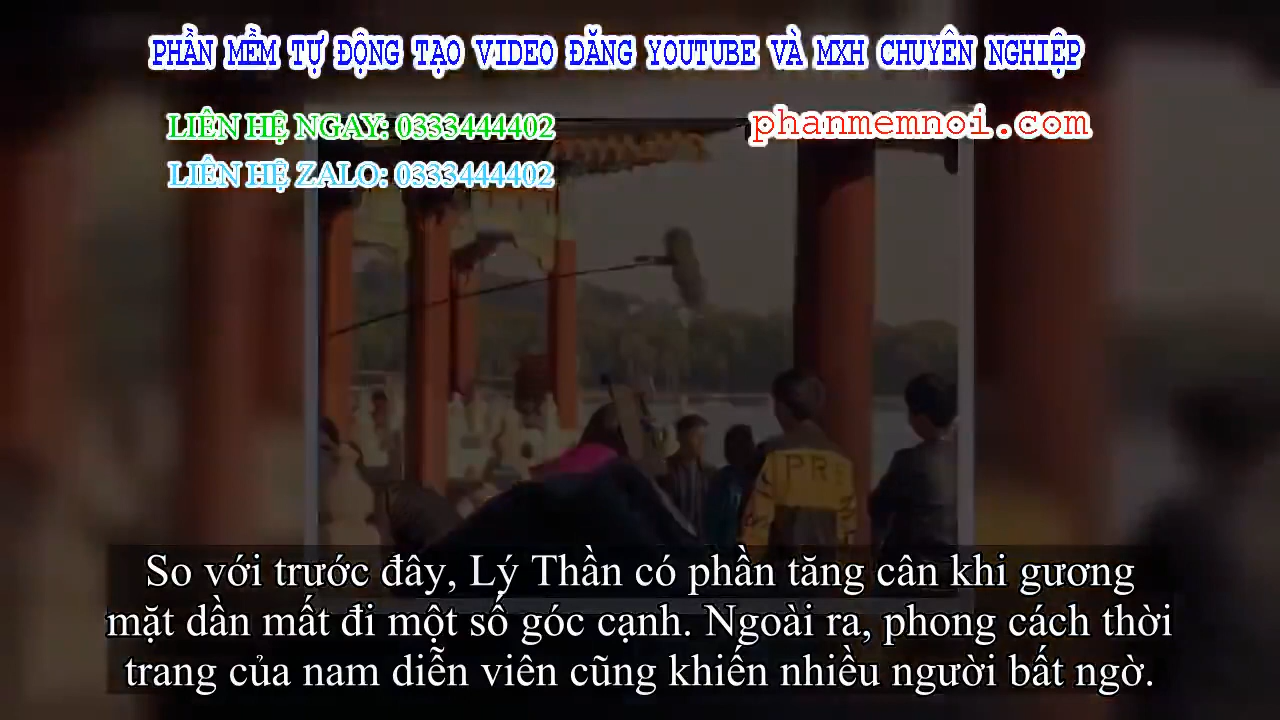 PHẦN MỀM TỰ ĐỘNG TẠO VIDEO ĐĂNG YOUTUBE VÀ MXH CHUYÊN NGHIỆP
LIÊN HỆ NGAY: 0333444402
phanmemnoi.com
LIÊN HỆ ZALO: 0333444402
PRE
So với trước đây, Lý Thần có phần tăng cân khi gương
mặt dần mất đi một số góc cạnh. Ngoài ra, phong cách thời
trang của nam diễn viên cũng khiến nhiều người bất ngờ.